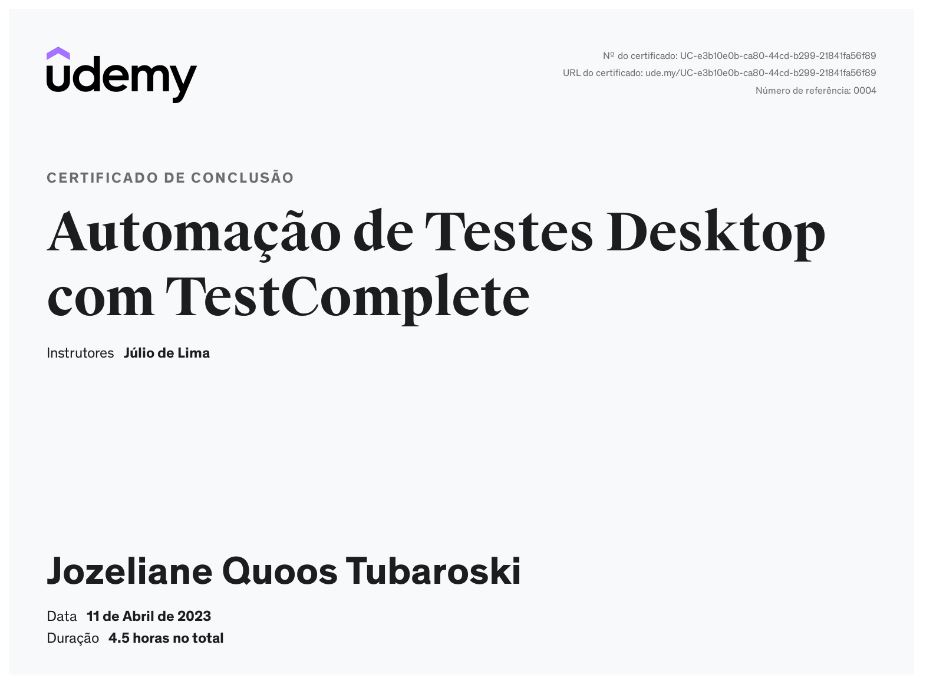 udemy
Nº do certificado: UC-e3b10e0b-ca80-44cd-b299-21841fa56f89
URL do certificado: ude.my/UC-e3b10e0b-ca80-44cd-b299-21841fa56f89
Número de referência: 0004
CERTIFICADO DE CONCLUSÃO
Automação de Testes Desktop
com TestComplete
Instrutores Júlio de Lima
Jozeliane Quoos Tubaroski
Data 11 de Abril de 2023
Duração 4.5 horas no total